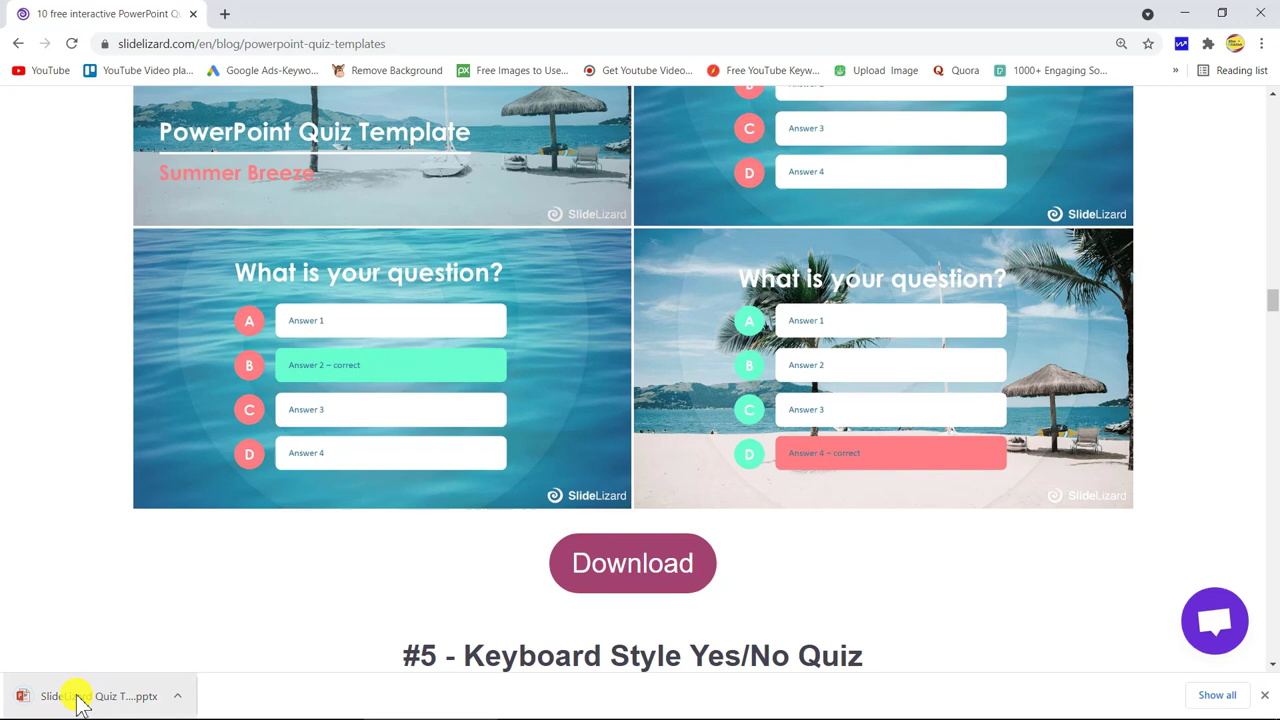 10 free interactive PowerPoint Qu
slidelizard.com/en/blog/powerpoint-quiz-templates
YouTube
YouTube Video pla...
Google Ads-Keywo...
Remove Background
Free Images to Use...
Get Youtube Video...
Free YouTube Keyw...
Upload Image
Quora
1000+ Engaging So...
»
Reading list
PowerPoint Quiz Template
Summer Breeze
SlideLizard
C Answer 3
D Answer 4
SlideLizard
What is your question?
A Answer 1
B Answer 2 – correct
C Answer 3
D Answer 4
SlideLizard
What is your question?
A Answer 1
B Answer 2
C Answer 3
D Answer 4 – correct
SlideLizard
Download
#5 - Keyboard Style Yes/No Quiz
SlideLizard Quiz T....pptx
Show all